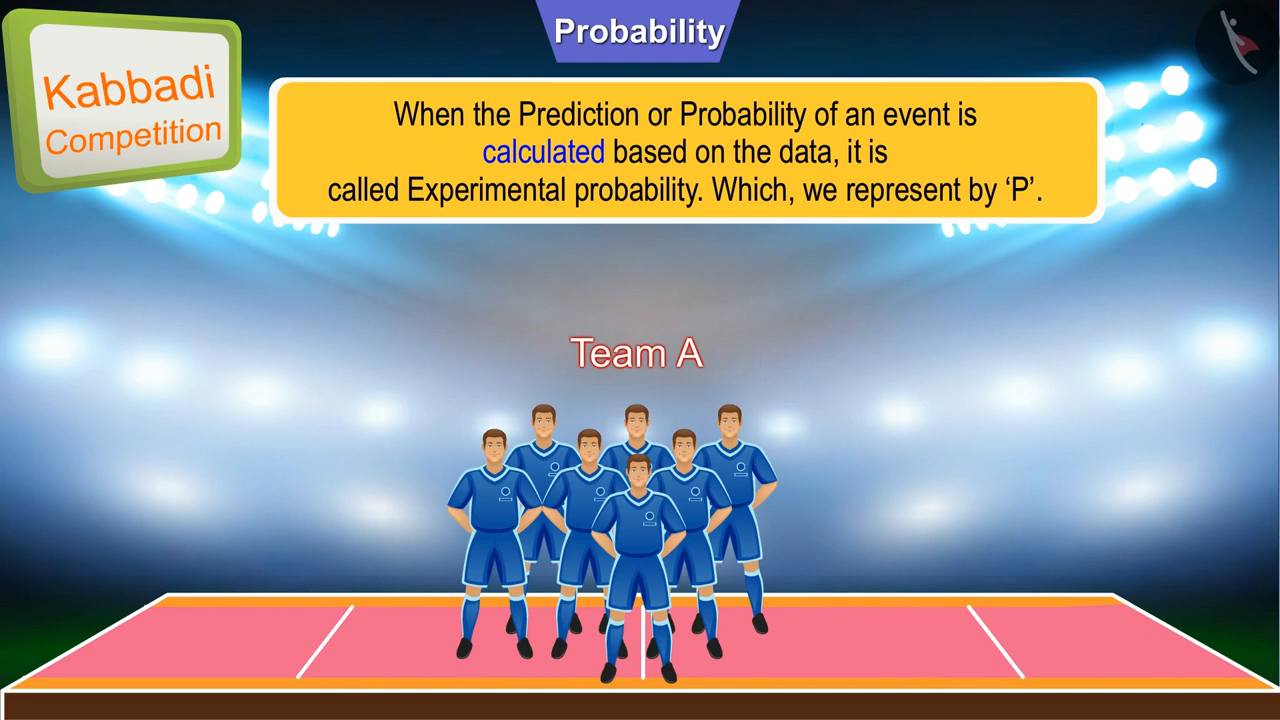 Probability
Kabbadi
Competition
When the Prediction or Probability of an event is
calculated based on the data, it is
called Experimental probability. Which, we represent by ‘P’.
Team A